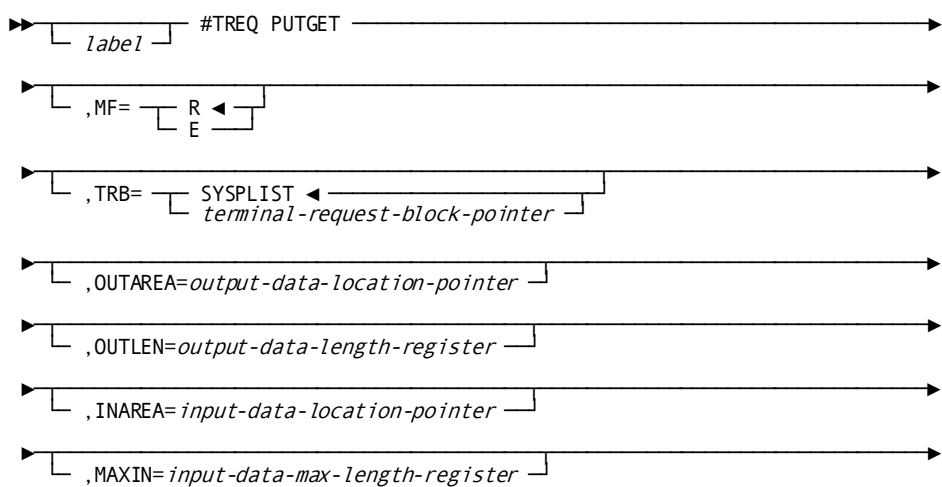 #TREQ PUTGET
label
,MF= R ◄
E
,TRB= SYSPLIST ◄
terminal-request-block-pointer
,OUTAREA=output-data-location-pointer
,OUTLEN=output-data-length-register
,INAREA=input-data-location-pointer
,MAXIN=input-data-max-length-register